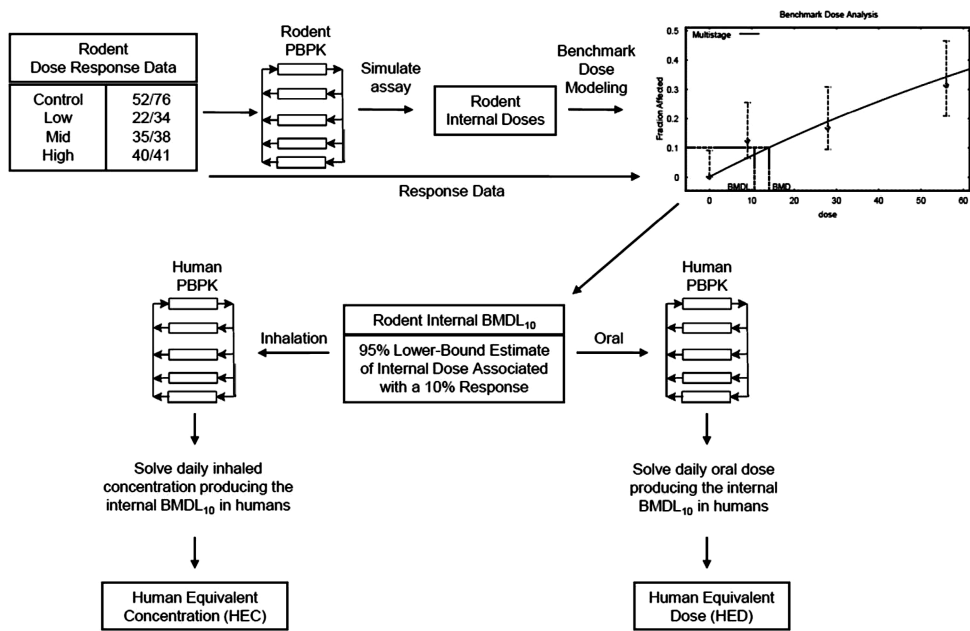 Rodent
Dose Response Data
Control 52/76
Low 22/34
Mid 35/38
High 40/41
Rodent
PBPK
Simulate
assay
Rodent
Internal Doses
Benchmark
Dose
Modeling
Response Data
Benchmark Dose Analysis
Multistage
Fraction Affected
0.5
0.4
0.3
0.2
0.1
0
BMDL BMD
0 10 20 30 40 50 60
dose
Human
PBPK
Inhalation
Rodent Internal BMDL₁₀
95% Lower-Bound Estimate
of Internal Dose Associated
with a 10% Response
Oral
Human
PBPK
Solve daily inhaled
concentration producing the
internal BMDL₁₀ in humans
Solve daily oral dose
producing the internal
BMDL₁₀ in humans
Human Equivalent
Concentration (HEC)
Human Equivalent
Dose (HED)